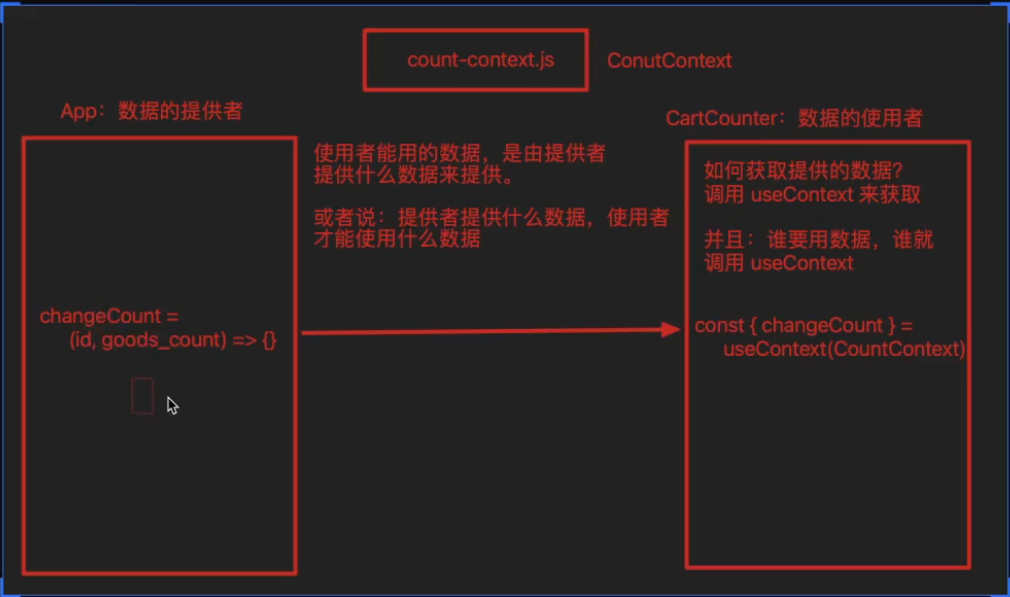 count-context.js
ConutContext
App：数据的提供者
CartCounter：数据的使用者
使用者能用的数据，是由提供者
提供什么数据来提供。
或者说：提供者提供什么数据，使用者
才能使用什么数据
如何获取提供的数据?
调用 useContext 来获取
并且：谁要用数据，谁就
调用 useContext
changeCount =
(id, goods_count) => {}
const { changeCount } =
useContext(CountContext)